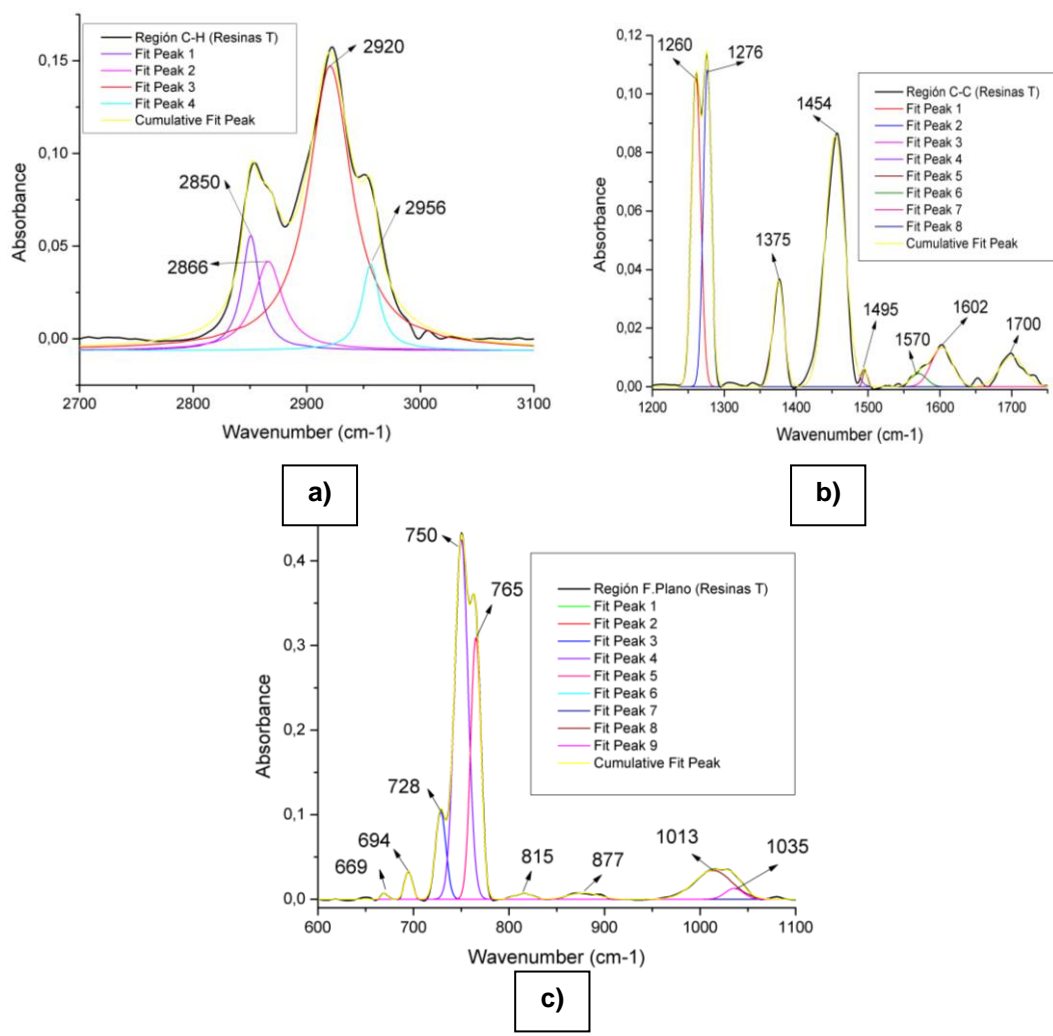 Región C-H (Resinas T)
Fit Peak 1
Fit Peak 2
Fit Peak 3
Fit Peak 4
Cumulative Fit Peak
2920
2850
2866
2956
0,15
0,10
0,05
0,00
Absorbance
2700 2800 2900 3000 3100
Wavenumber (cm-1)
a)
1260
1276
1454
1375
1495
1570
1602
1700
Región C-C (Resinas T)
Fit Peak 1
Fit Peak 2
Fit Peak 3
Fit Peak 4
Fit Peak 5
Fit Peak 6
Fit Peak 7
Fit Peak 8
Cumulative Fit Peak
0,12
0,10
0,08
0,06
0,04
0,02
0,00
Absorbance
1200 1300 1400 1500 1600 1700
Wavenumber (cm-1)
b)
750
765
728
694
669
815
877
1013
1035
Región F.Plano (Resinas T)
Fit Peak 1
Fit Peak 2
Fit Peak 3
Fit Peak 4
Fit Peak 5
Fit Peak 6
Fit Peak 7
Fit Peak 8
Fit Peak 9
Cumulative Fit Peak
0,4
0,3
0,2
0,1
0,0
Absorbance
600 700 800 900 1000 1100
Wavenumber (cm-1)
c)